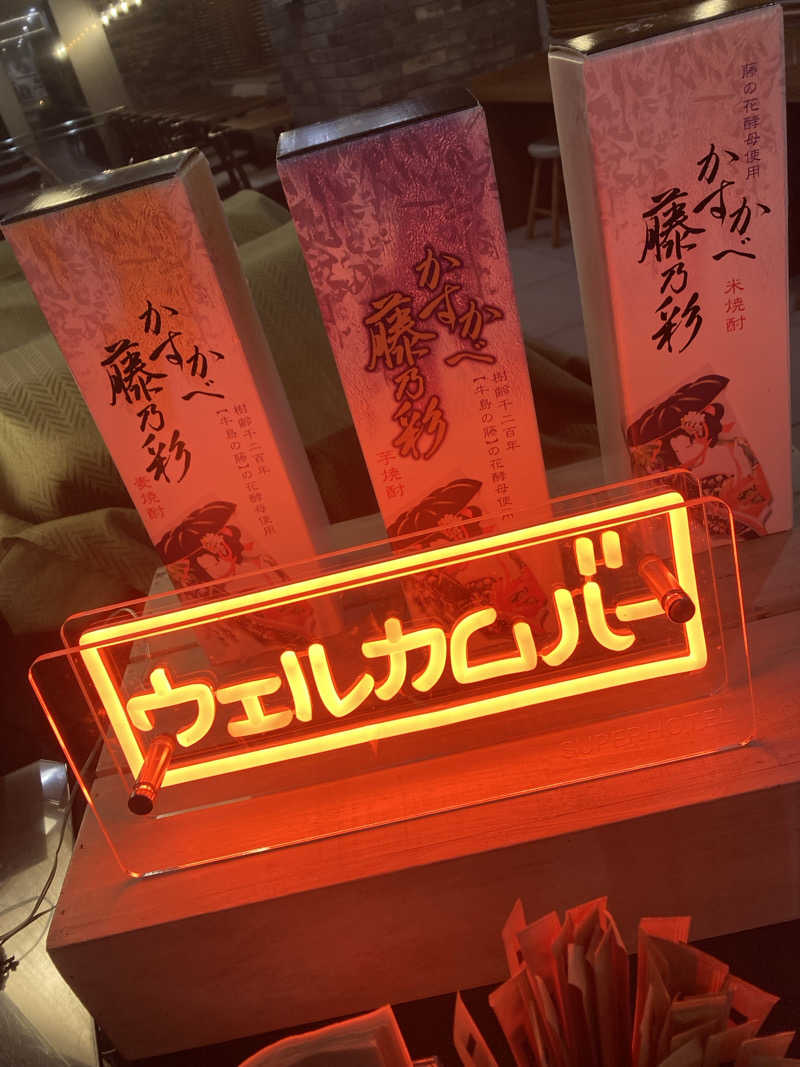 かすかべ
藤乃彩
樹齢千二百年
【牛島の藤】の花酵母使用
麦焼酎
かすかべ
藤乃彩
樹齢千二百年
【牛島の藤】の花酵母使
芋焼酎
藤の花酵母使用
かすかべ
藤乃彩
米焼酎
ウェルカムバー
SUPER HOTEL